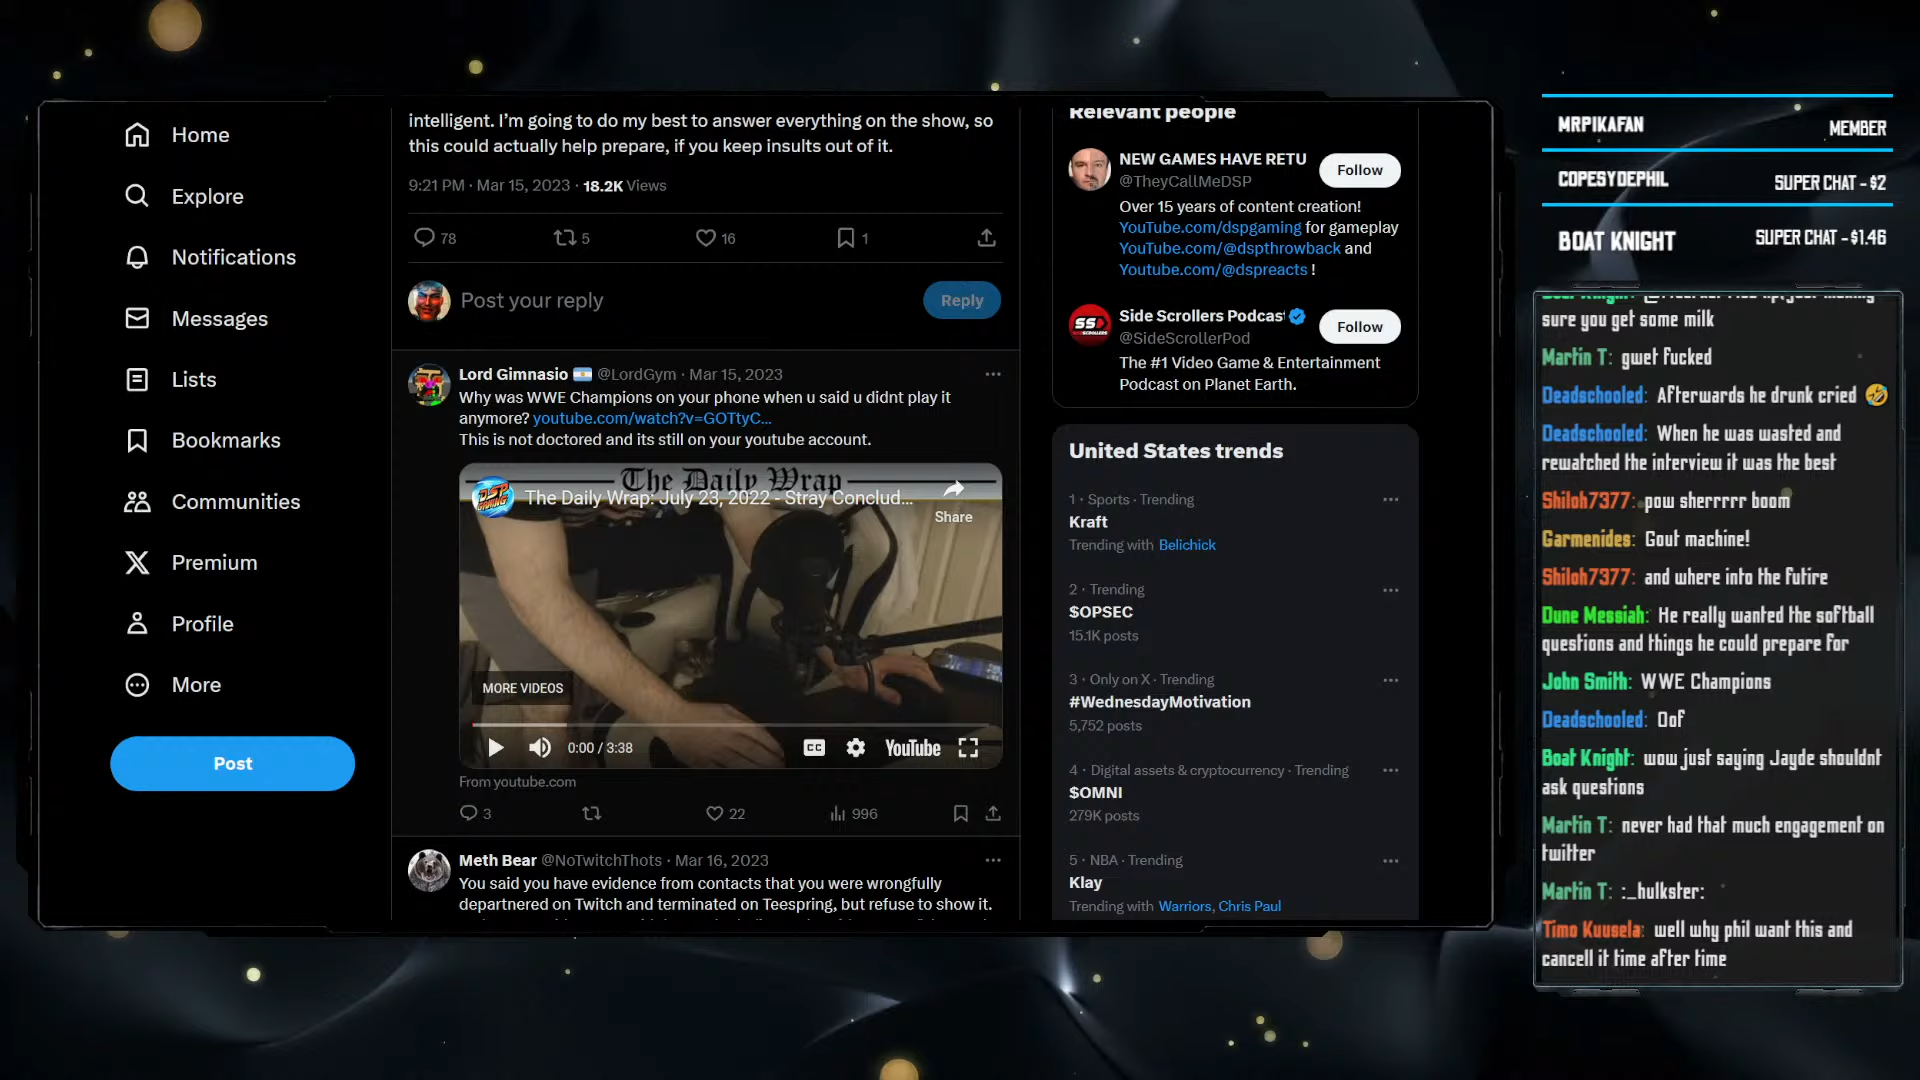 Home
Explore
Notifications
Messages
Lists
Bookmarks
Communities
Premium
Profile
More
Post
intelligent. I'm going to do my best to answer everything on the show, so
this could actually help prepare, if you keep insults out of it.
9:21 PM · Mar 15, 2023 · 18.2K Views
78 5 16 1
Post your reply
Reply
Lord Gimnasio @LordGym · Mar 15, 2023
Why was WWE Champions on your phone when u said u didnt play it
anymore? youtube.com/watch?v=GOTtyC...
This is not doctored and its still on your youtube account.
The Daily Wrap
DSP GAMING
The Daily Wrap: July 23, 2022 - Stray Conclud...
Share
MORE VIDEOS
0:00 / 3:38
CC
YouTube
From youtube.com
3 22 996
Meth Bear @NoTwitchThots · Mar 16, 2023
You said you have evidence from contacts that you were wrongfully
departnered on Twitch and terminated on Teespring, but refuse to show it.
Relevant people
NEW GAMES HAVE RETU
@TheyCallMeDSP
Follow
Over 15 years of content creation!
YouTube.com/dspgaming for gameplay
YouTube.com/@dspthrowback and
Youtube.com/@dspreacts !
SS
SCROLLERS
Side Scrollers Podcas
@SideScrollerPod
Follow
The #1 Video Game & Entertainment
Podcast on Planet Earth.
United States trends
1 · Sports · Trending
Kraft
Trending with Belichick
2 · Trending
$OPSEC
15.1K posts
3 · Only on X · Trending
#WednesdayMotivation
5,752 posts
4 · Digital assets & cryptocurrency · Trending
$OMNI
279K posts
5 · NBA · Trending
Klay
Trending with Warriors, Chris Paul
MRPIKAFAN MEMBER
COPESYDEPHIL SUPER CHAT - $2
BOAT KNIGHT SUPER CHAT - $1.46
Boat Knight:
sure you get some milk
Martin T: gwet fucked
Deadschooled: Afterwards he drunk cried 🤣
Deadschooled: When he was wasted and
rewatched the interview it was the best
Shiloh7377: pow sherrrrr boom
Garmenides: Gout machine!
Shiloh7377: and where into the futire
Dune Messiah: He really wanted the softball
questions and things he could prepare for
John Smith: WWE Champions
Deadschooled: Oof
Boat Knight: wow just saying Jayde shouldnt
ask questions
Martin T: never had that much engagement on
twitter
Martin T: :_hulkster:
Timo Kuusela: well why phil want this and
cancell it time after time